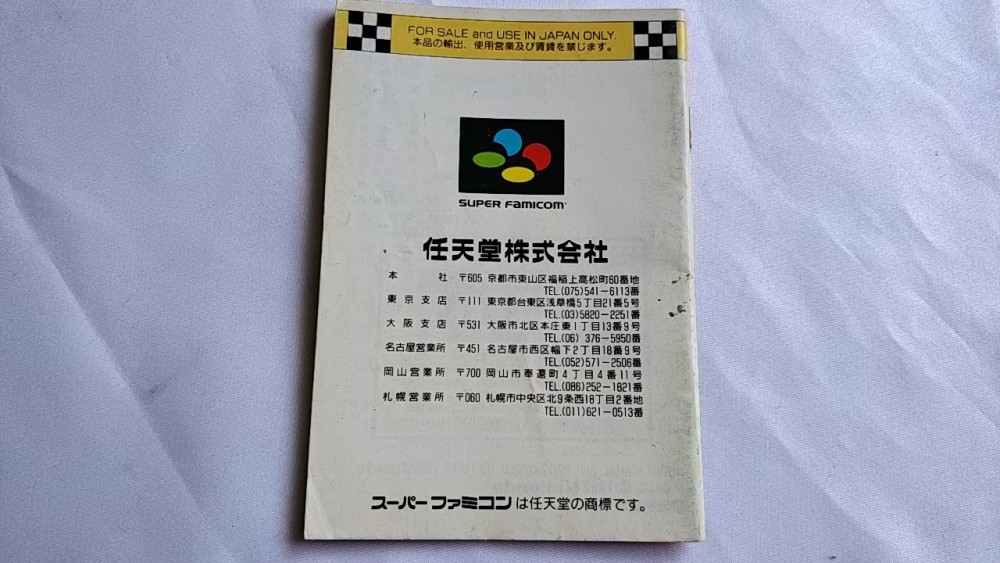 FOR SALE and USE IN JAPAN ONLY.
本品の輸出、使用営業及び賃貸を禁じます。
SUPER FAMICOM
任天堂株式会社
本 社 〒605 京都市東山区福稲上高松町60番地
TEL.(075)541-6113番
東京支店 〒111 東京都台東区浅草橋5丁目21番5号
TEL.(03)5820-2251番
大阪支店 〒531 大阪市北区本庄東1丁目13番9号
TEL.(06) 376-5950番
名古屋営業所 〒451 名古屋市西区幅下2丁目18番9号
TEL.(052)571-2506番
岡山営業所 〒700 岡山市奉還町4丁目4番11号
TEL.(086)252-1821番
札幌営業所 〒060 札幌市中央区北9条西18丁目2番地
TEL.(011)621-0513番
スーパーファミコンは任天堂の商標です。